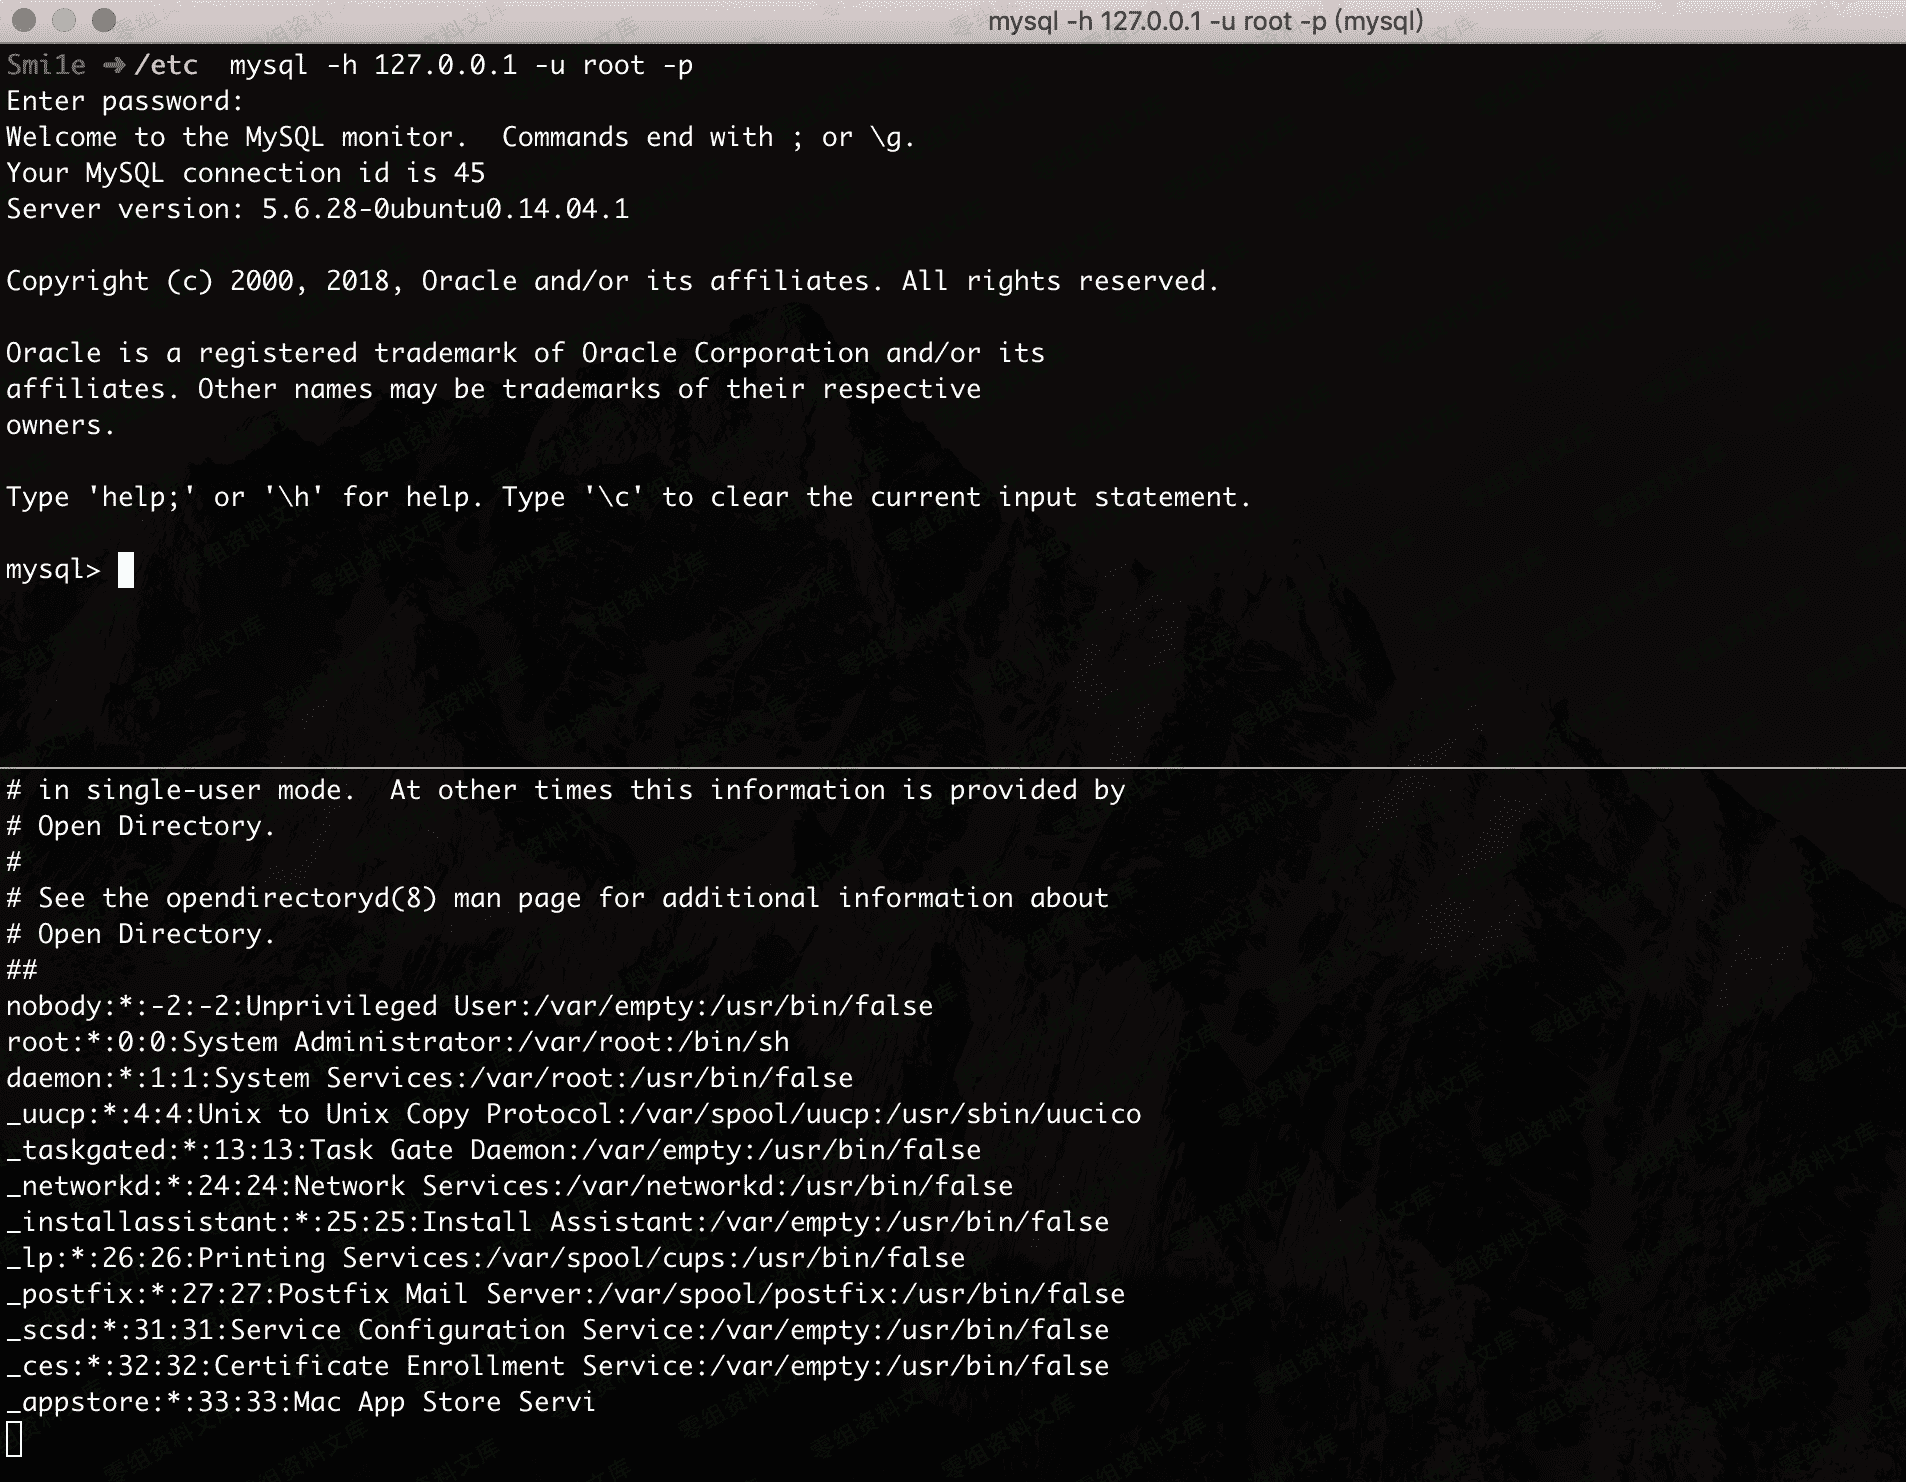 mysql -h 127.0.0.1 -u root -p (mysql)
Smi1e ➜ /etc  mysql -h 127.0.0.1 -u root -p
Enter password:
Welcome to the MySQL monitor.  Commands end with ; or \g.
Your MySQL connection id is 45
Server version: 5.6.28-0ubuntu0.14.04.1
Copyright (c) 2000, 2018, Oracle and/or its affiliates. All rights reserved.
Oracle is a registered trademark of Oracle Corporation and/or its
affiliates. Other names may be trademarks of their respective
owners.
Type 'help;' or '\h' for help. Type '\c' to clear the current input statement.
mysql>
# in single-user mode.  At other times this information is provided by
# Open Directory.
#
# See the opendirectoryd(8) man page for additional information about
# Open Directory.
##
nobody:*:-2:-2:Unprivileged User:/var/empty:/usr/bin/false
root:*:0:0:System Administrator:/var/root:/bin/sh
daemon:*:1:1:System Services:/var/root:/usr/bin/false
_uucp:*:4:4:Unix to Unix Copy Protocol:/var/spool/uucp:/usr/sbin/uucico
_taskgated:*:13:13:Task Gate Daemon:/var/empty:/usr/bin/false
_networkd:*:24:24:Network Services:/var/networkd:/usr/bin/false
_installassistant:*:25:25:Install Assistant:/var/empty:/usr/bin/false
_lp:*:26:26:Printing Services:/var/spool/cups:/usr/bin/false
_postfix:*:27:27:Postfix Mail Server:/var/spool/postfix:/usr/bin/false
_scsd:*:31:31:Service Configuration Service:/var/empty:/usr/bin/false
_ces:*:32:32:Certificate Enrollment Service:/var/empty:/usr/bin/false
_appstore:*:33:33:Mac App Store Servi
零组资料文库